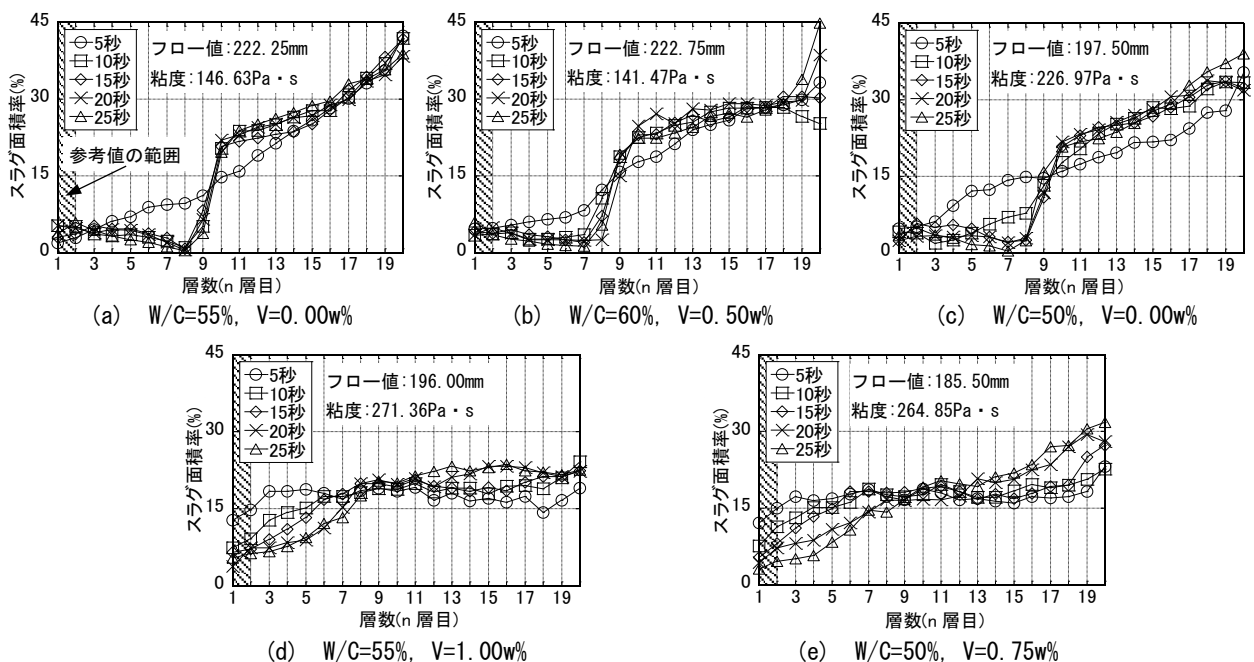 45
30
15
0
スラグ面積率(%)
5秒
10秒
15秒
20秒
25秒
フロー値:222.25mm
粘度:146.63Pa・s
参考値の範囲
1 3 5 7 9 11 13 15 17 19
層数(n 層目)
(a) W/C=55%, V=0.00w%
45
30
15
0
スラグ面積率(%)
5秒
10秒
15秒
20秒
25秒
フロー値:222.75mm
粘度:141.47Pa・s
1 3 5 7 9 11 13 15 17 19
層数(n 層目)
(b) W/C=60%, V=0.50w%
45
30
15
0
スラグ面積率(%)
5秒
10秒
15秒
20秒
25秒
フロー値:197.50mm
粘度:226.97Pa・s
1 3 5 7 9 11 13 15 17 19
層数(n 層目)
(c) W/C=50%, V=0.00w%
45
30
15
0
スラグ面積率(%)
5秒
10秒
15秒
20秒
25秒
フロー値:196.00mm
粘度:271.36Pa・s
1 3 5 7 9 11 13 15 17 19
層数(n 層目)
(d) W/C=55%, V=1.00w%
45
30
15
0
スラグ面積率(%)
5秒
10秒
15秒
20秒
25秒
フロー値:185.50mm
粘度:264.85Pa・s
1 3 5 7 9 11 13 15 17 19
層数(n 層目)
(e) W/C=50%, V=0.75w%